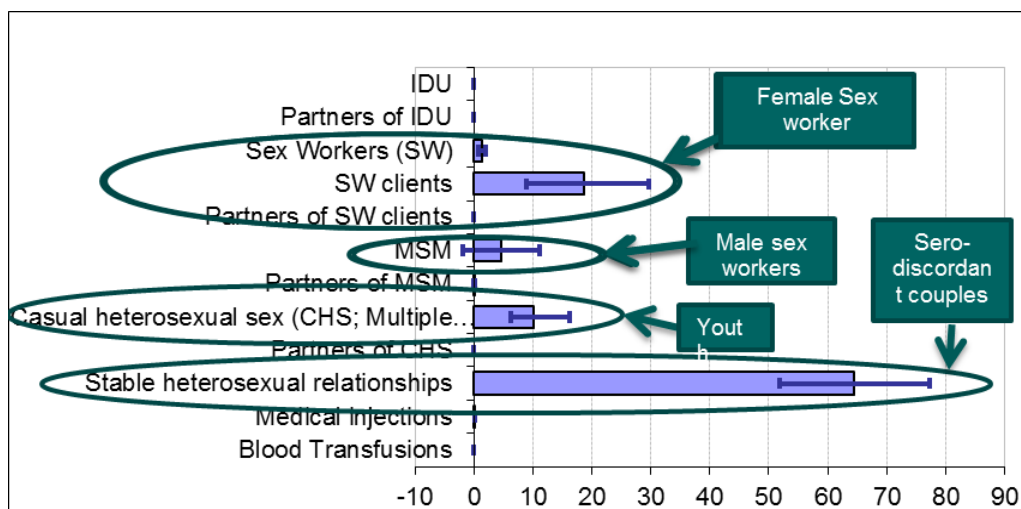 IDU
Partners of IDU
Sex Workers (SW)
SW clients
Partners of SW clients
MSM
Partners of MSM
Casual heterosexual sex (CHS; Multiple...
Partners of CHS
Stable heterosexual relationships
Medical Injections
Blood Transfusions
-10 0 10 20 30 40 50 60 70 80 90
Female Sex
worker
Male sex
workers
Sero-
discordan
t couples
Yout
h